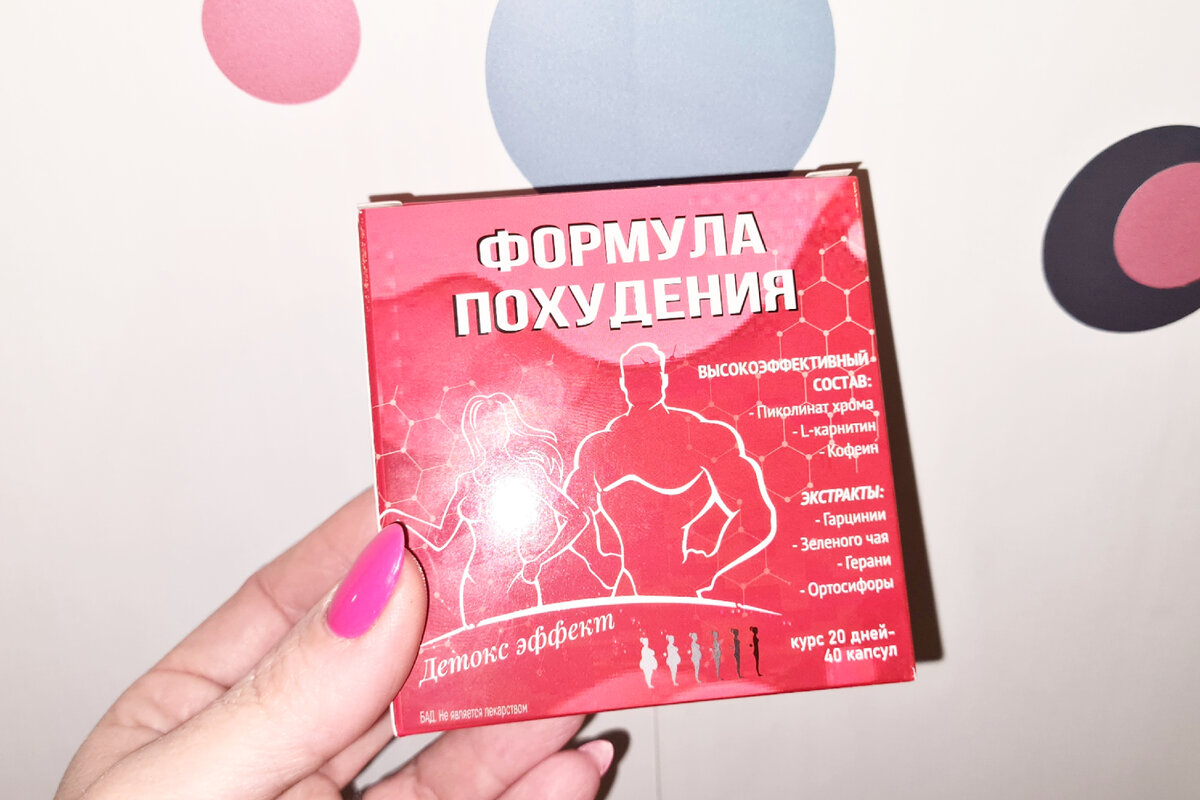 ФОРМУЛА
ПОХУДЕНИЯ
ВЫСОКОЭФФЕКТИВНЫЙ
СОСТАВ:
- Пиколинат хрома
- L-карнитин
- Кофеин
ЭКСТРАКТЫ:
- Гарцинии
- Зеленого чая
- Герани
- Ортосифоры
Детокс эффект
курс 20 дней-
40 капсул
БАД. Не является лекарством